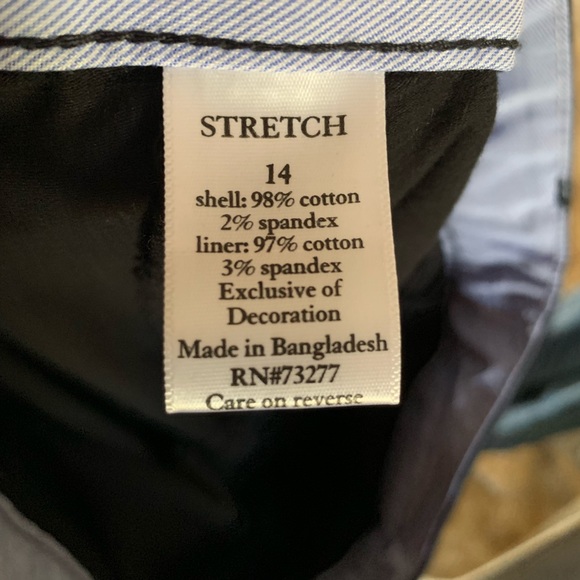 STRETCH
14
shell: 98% cotton
2% spandex
liner: 97% cotton
3% spandex
Exclusive of
Decoration
Made in Bangladesh
RN#73277
Care on reverse